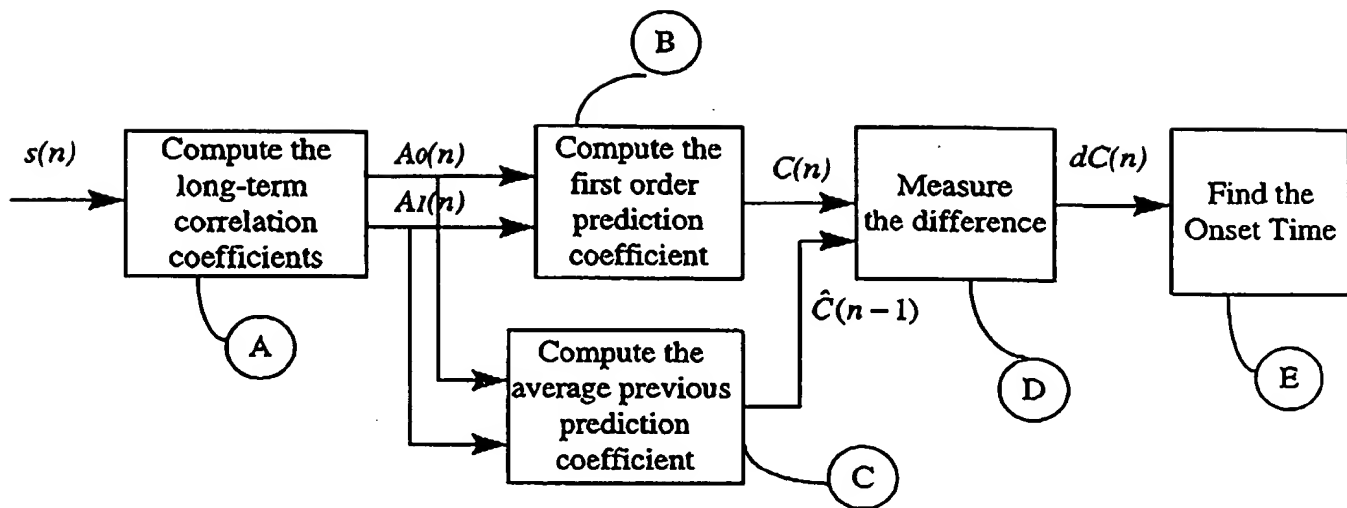 B
s(n)
Compute the
long-term
correlation
coefficients
A0(n)
A1(n)
Compute the
first order
prediction
coefficient
C(n)
Measure
the difference
dC(n)
Find the
Onset Time
Ĉ(n − 1)
A
Compute the
average previous
prediction
coefficient
C
D
E